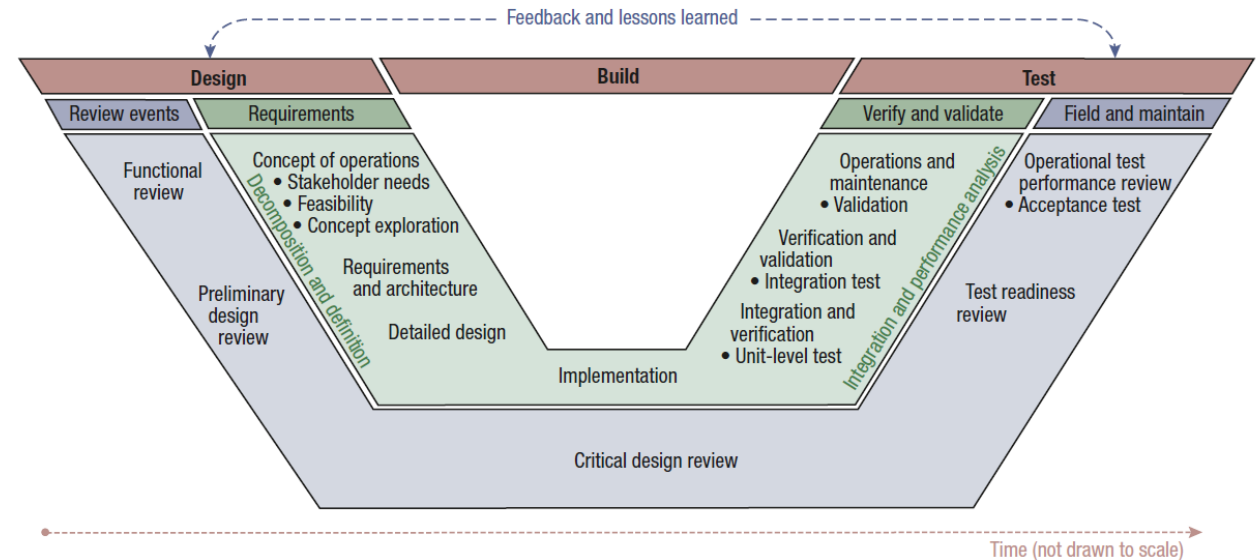 Feedback and lessons learned
Design
Build
Test
Review events
Requirements
Verify and validate
Field and maintain
Functional
review
Preliminary
design
review
Decomposition and definition
Concept of operations
• Stakeholder needs
• Feasibility
• Concept exploration
Requirements
and architecture
Detailed design
Implementation
Operations and
maintenance
• Validation
Verification and
validation
• Integration test
Integration and
verification
• Unit-level test
Integration and performance analysis
Operational test
performance review
• Acceptance test
Test readiness
review
Critical design review
Time (not drawn to scale)